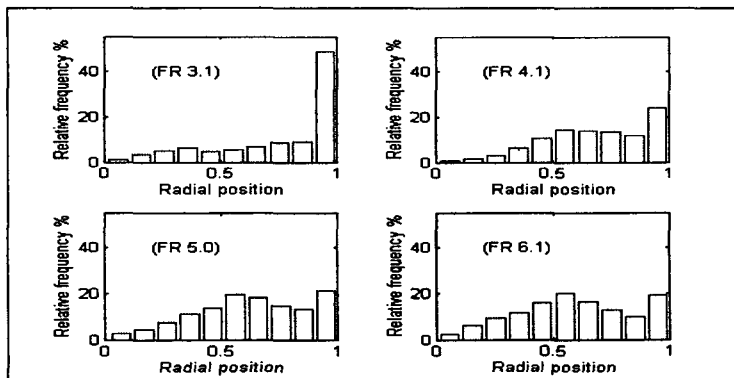 Relative frequency %
40
20
0
(FR 3.1)
0
0.5
1
Radial position
Relative frequency %
40
20
0
(FR 4.1)
0
0.5
1
Radial position
Relative frequency %
40
20
0
(FR 5.0)
0
0.5
1
Radial position
Relative frequency %
40
20
0
(FR 6.1)
0
0.5
1
Radial position